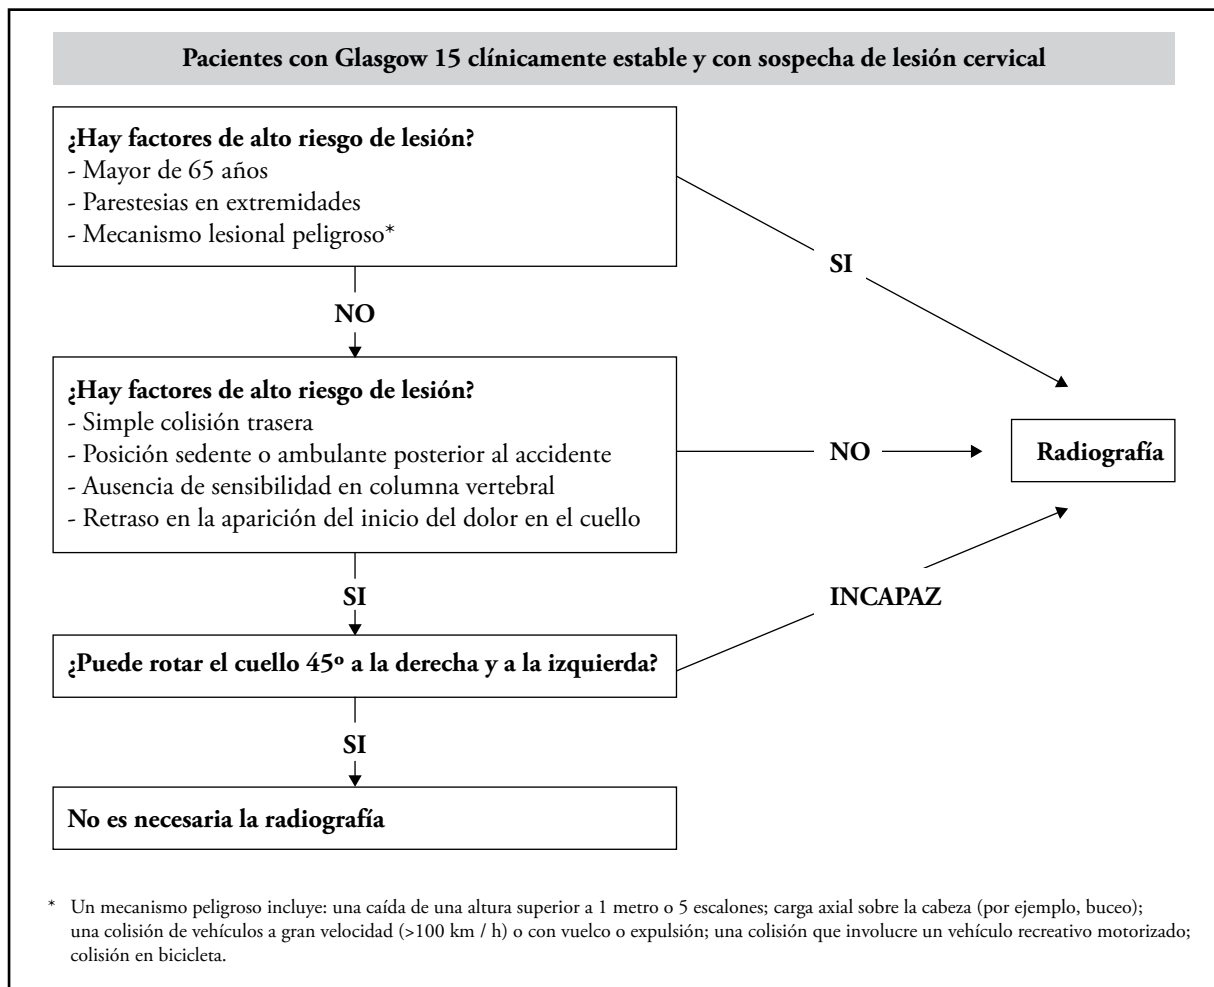 Pacientes con Glasgow 15 clínicamente estable y con sospecha de lesión cervical
¿Hay factores de alto riesgo de lesión?
- Mayor de 65 años
- Parestesias en extremidades
- Mecanismo lesional peligroso*
SI
NO
¿Hay factores de alto riesgo de lesión?
- Simple colisión trasera
- Posición sedente o ambulante posterior al accidente
- Ausencia de sensibilidad en columna vertebral
- Retraso en la aparición del inicio del dolor en el cuello
NO
Radiografía
SI
INCAPAZ
¿Puede rotar el cuello 45º a la derecha y a la izquierda?
SI
No es necesaria la radiografía
* Un mecanismo peligroso incluye: una caída de una altura superior a 1 metro o 5 escalones; carga axial sobre la cabeza (por ejemplo, buceo);
una colisión de vehículos a gran velocidad (>100 km / h) o con vuelco o expulsión; una colisión que involucre un vehículo recreativo motorizado;
colisión en bicicleta.